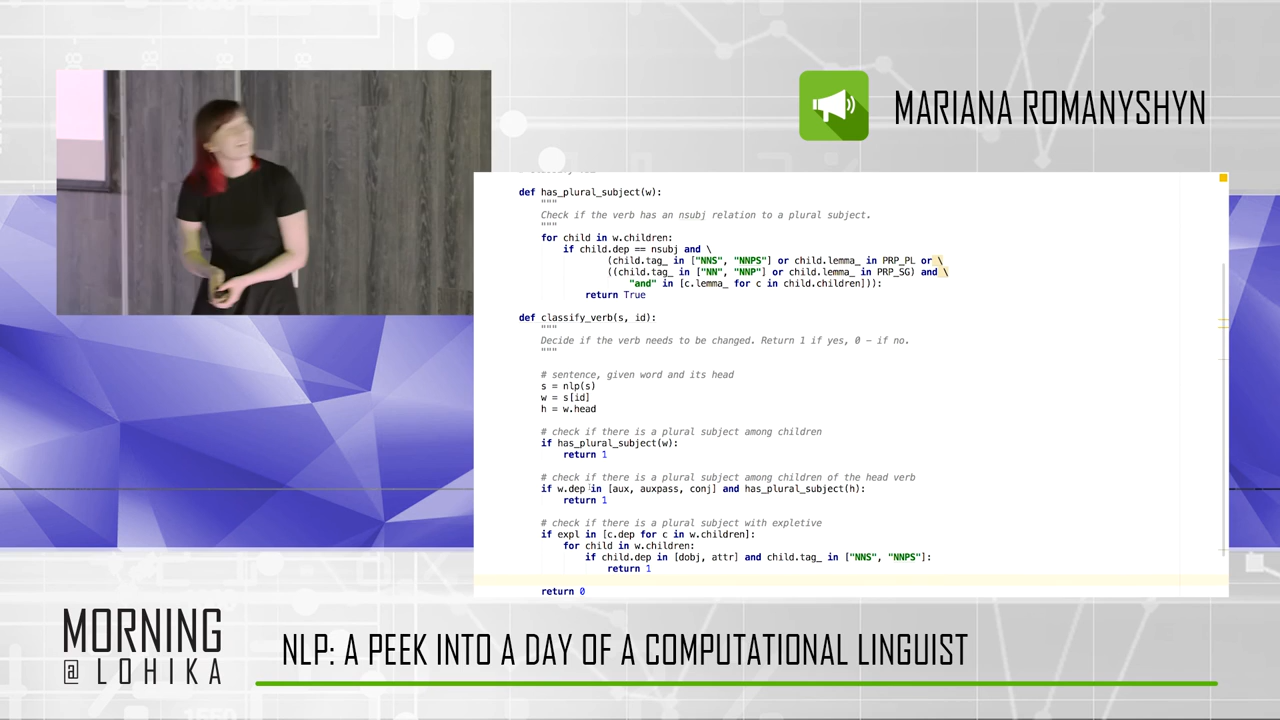 MARIANA ROMANYSHYN
def has_plural_subject(w):
"""
Check if the verb has an nsubj relation to a plural subject.
"""
for child in w.children:
if child.dep == nsubj and \
(child.tag_ in ["NNS", "NNPS"] or child.lemma_ in PRP_PL or \
((child.tag_ in ["NN", "NNP"] or child.lemma_ in PRP_SG) and \
"and" in [c.lemma_ for c in child.children])):
return True
def classify_verb(s, id):
"""
Decide if the verb needs to be changed. Return 1 if yes, 0 – if no.
"""
# sentence, given word and its head
s = nlp(s)
w = s[id]
h = w.head
# check if there is a plural subject among children
if has_plural_subject(w):
return 1
# check if there is a plural subject among children of the head verb
if w.dep in [aux, auxpass, conj] and has_plural_subject(h):
return 1
# check if there is a plural subject with expletive
if expl in [c.dep for c in w.children]:
for child in w.children:
if child.dep in [dobj, attr] and child.tag_ in ["NNS", "NNPS"]:
return 1
return 0
MORNING
@ LOHIKA
NLP: A PEEK INTO A DAY OF A COMPUTATIONAL LINGUIST